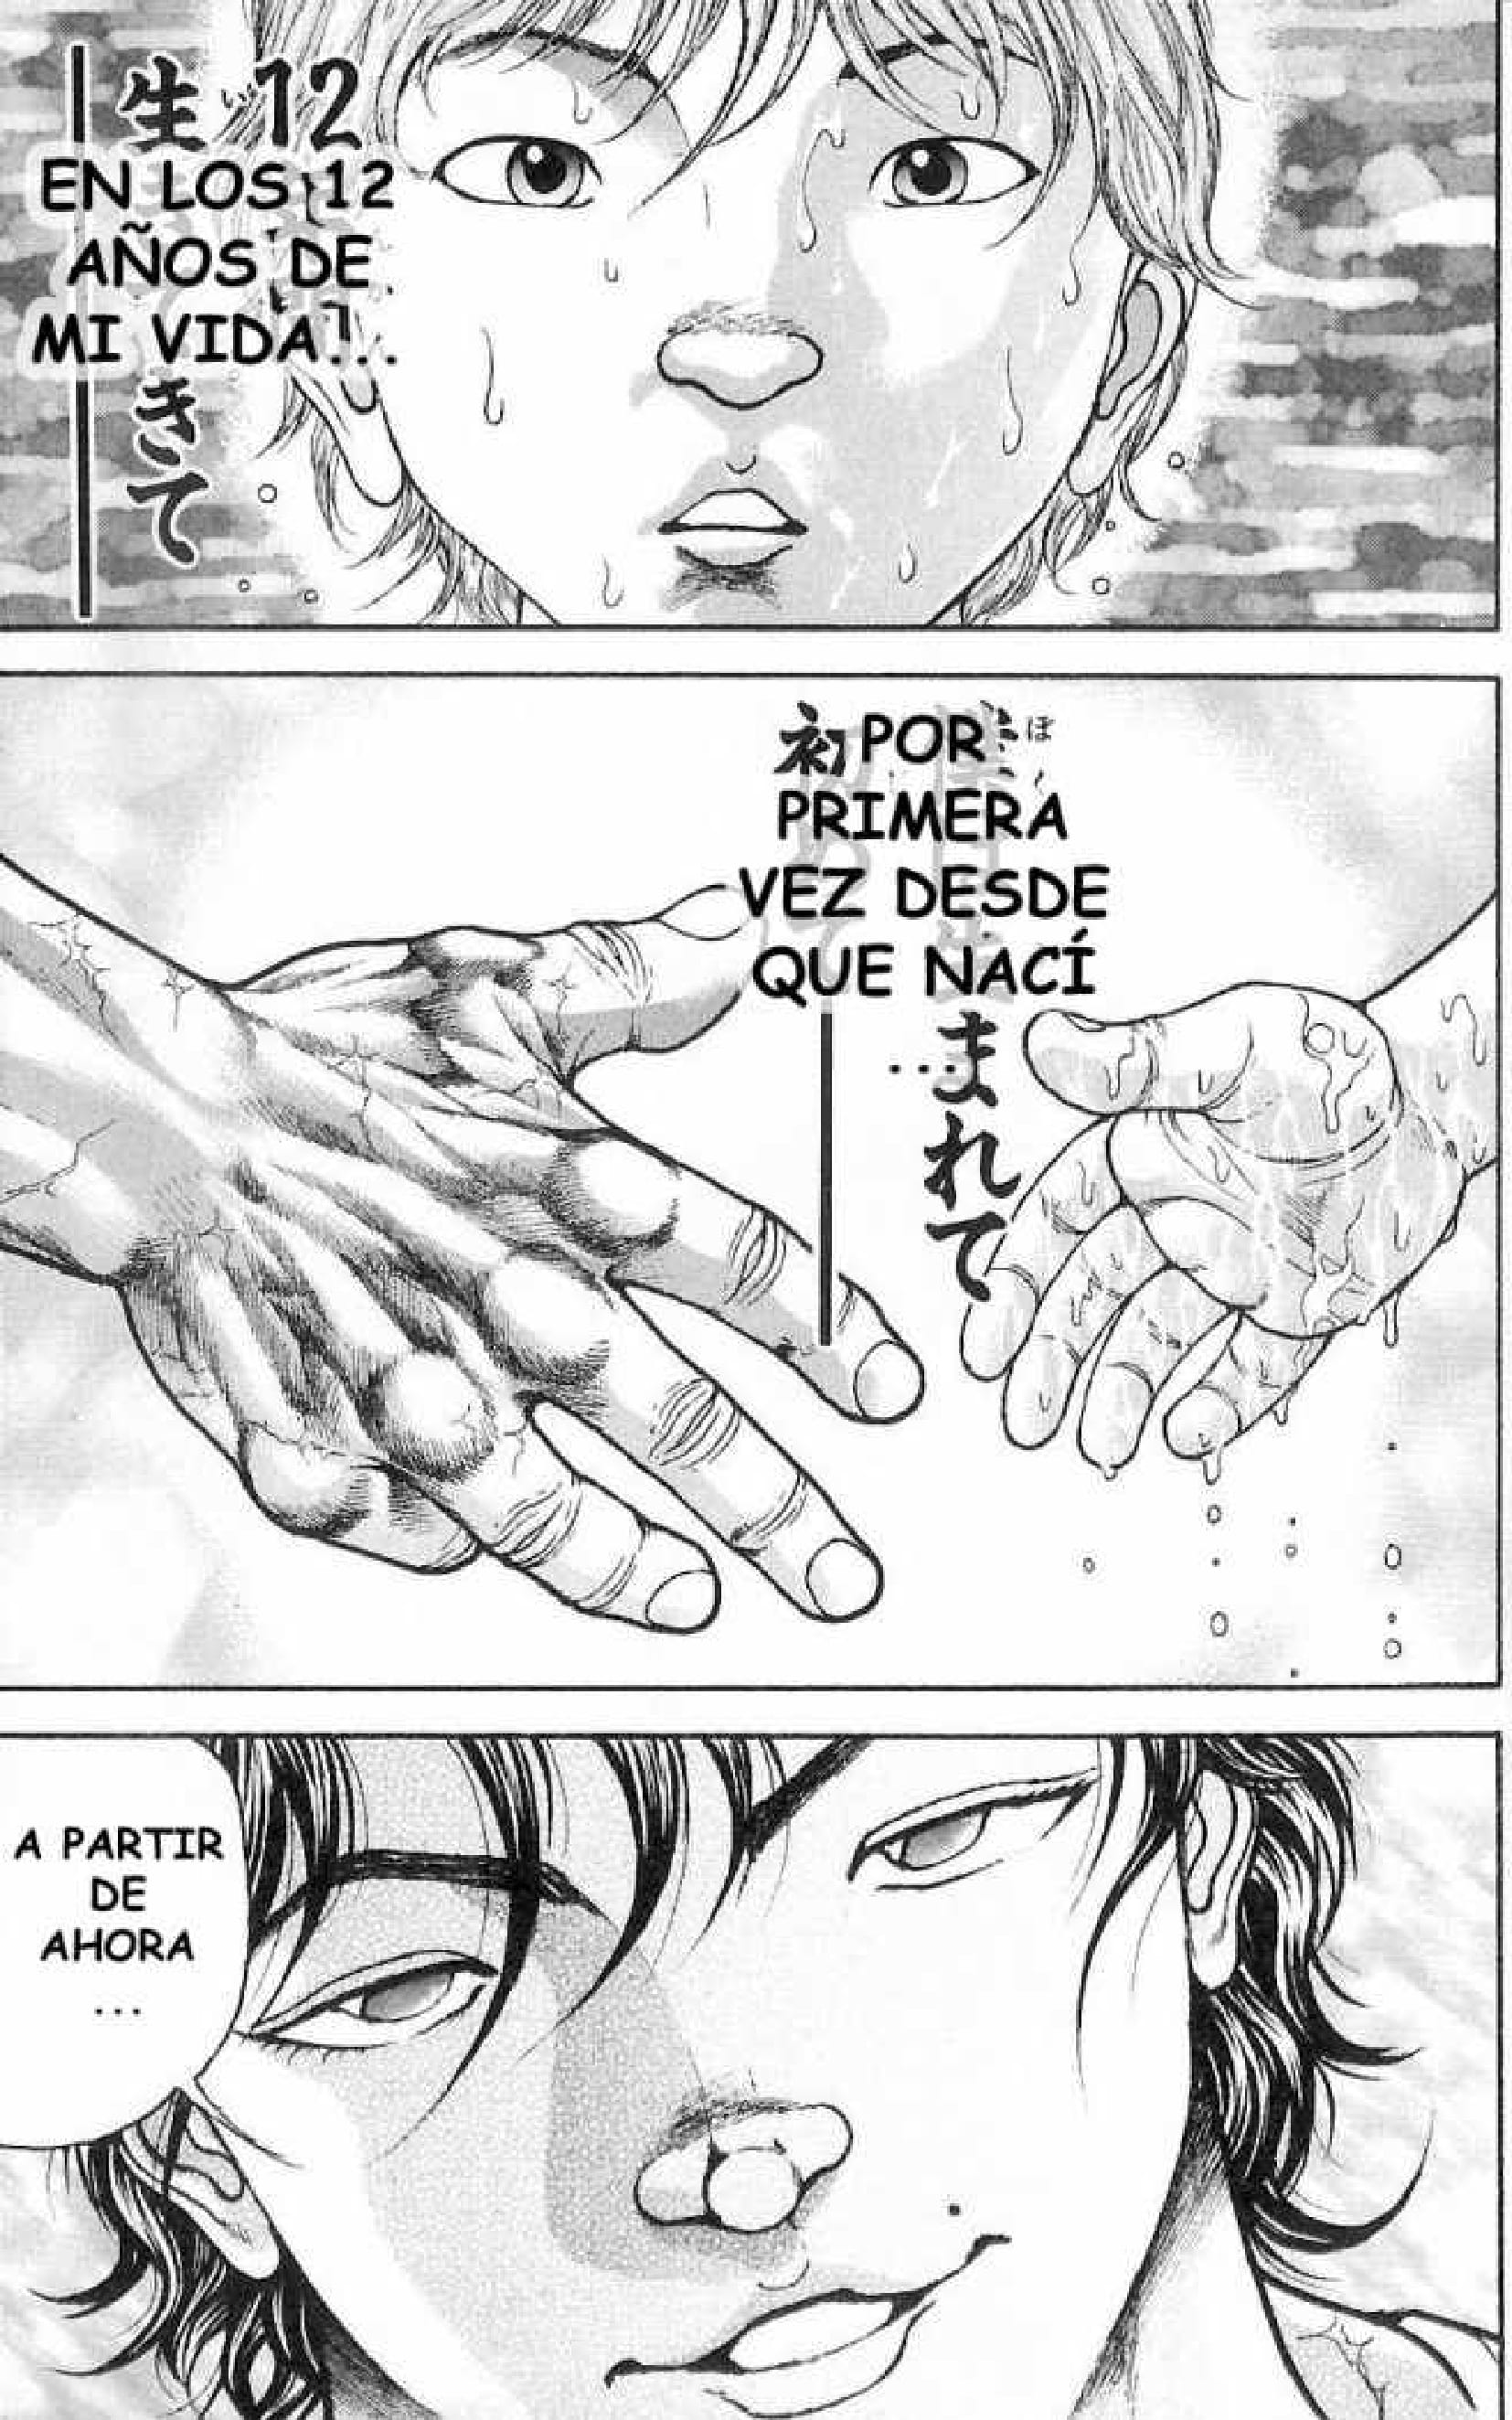 生 12
EN LOS 12
AÑOS DE
MI VIDA...
きて
初 POR
PRIMERA
VEZ DESDE
QUE NACÍ
...
まれて
A PARTIR
DE
AHORA
...